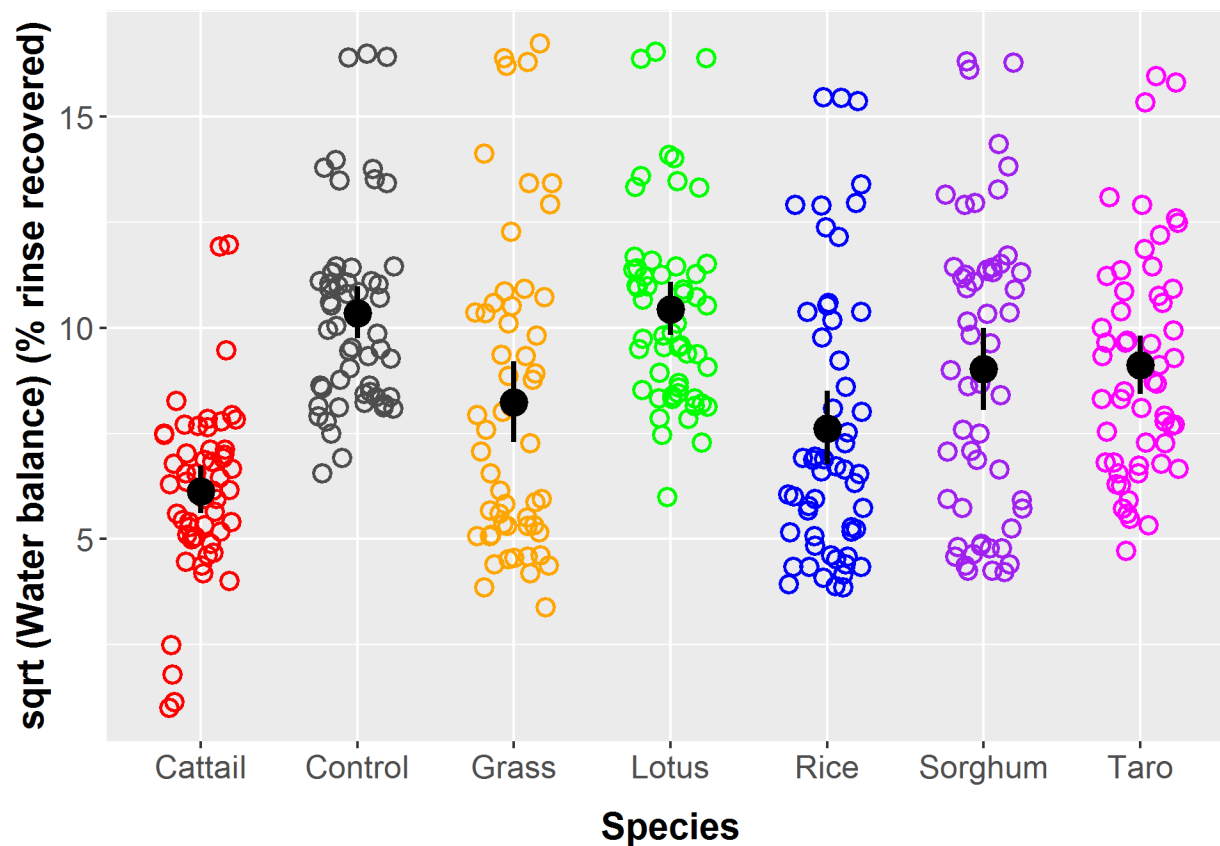 sqrt (Water balance) (% rinse recovered)
15
10
5
Cattail Control Grass Lotus Rice Sorghum Taro
Species